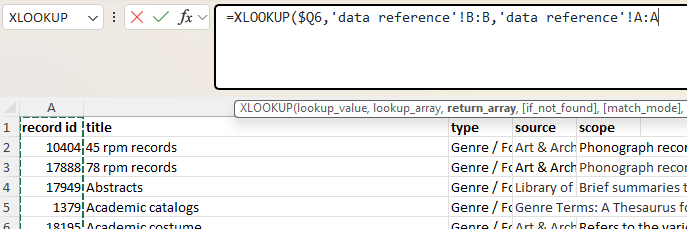 XLOOKUP fx =XLOOKUP($Q6,'data reference'!B:B,'data reference'!A:A
A XLOOKUP(lookup_value, lookup_array, return_array, [if_not_found], [match_mode],
1 record id title type source scope
2 10404 45 rpm records Genre / Fo Art & Arch Phonograph recor
3 17888 78 rpm records Genre / Fo Art & Arch Phonograph recor
4 17949 Abstracts Genre / Fo Library of Brief summaries t
5 1379 Academic catalogs Genre / Fo Genre Terms: A Thesaurus fo
6 18195 Academic costume Genre / Fo Art & Arch Refers to the vario